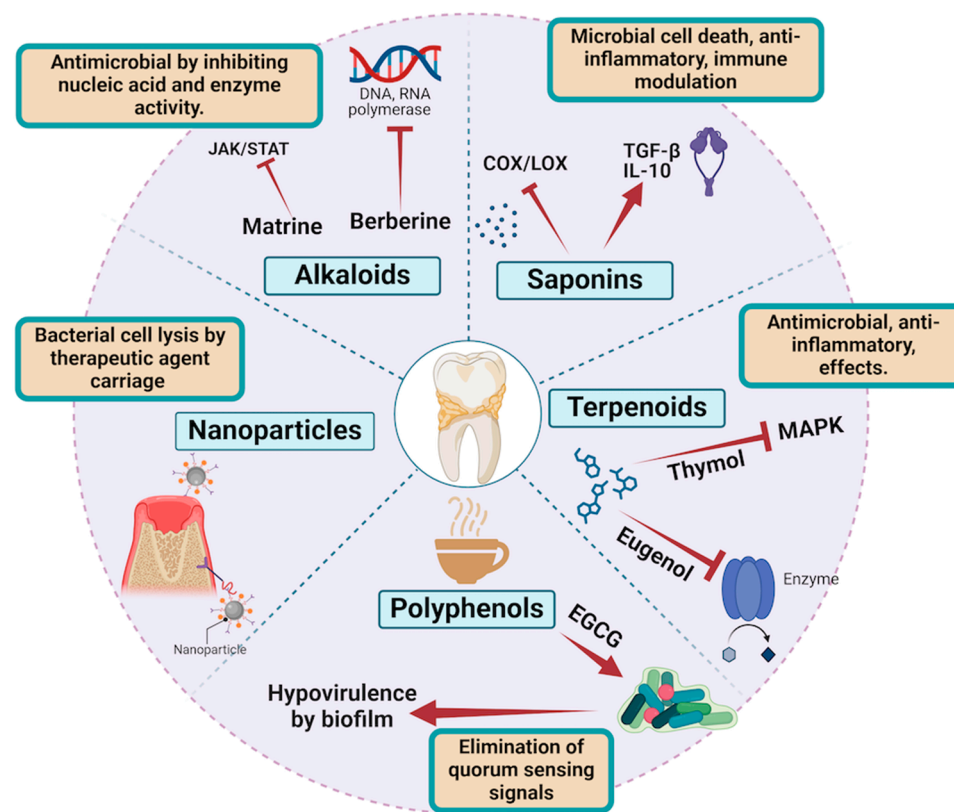 Antimicrobial by inhibiting
nucleic acid and enzyme
activity.
DNA, RNA
polymerase
JAK/STAT
Matrine
Berberine
Alkaloids
Microbial cell death, anti-
inflammatory, immune
modulation
COX/LOX
TGF-β
IL-10
Saponins
Antimicrobial, anti-
inflammatory,
effects.
Terpenoids
MAPK
Thymol
Eugenol
Enzyme
Bacterial cell lysis by
therapeutic agent
carriage
Nanoparticles
Nanoparticle
Polyphenols
EGCG
Hypovirulence
by biofilm
Elimination of
quorum sensing
signals